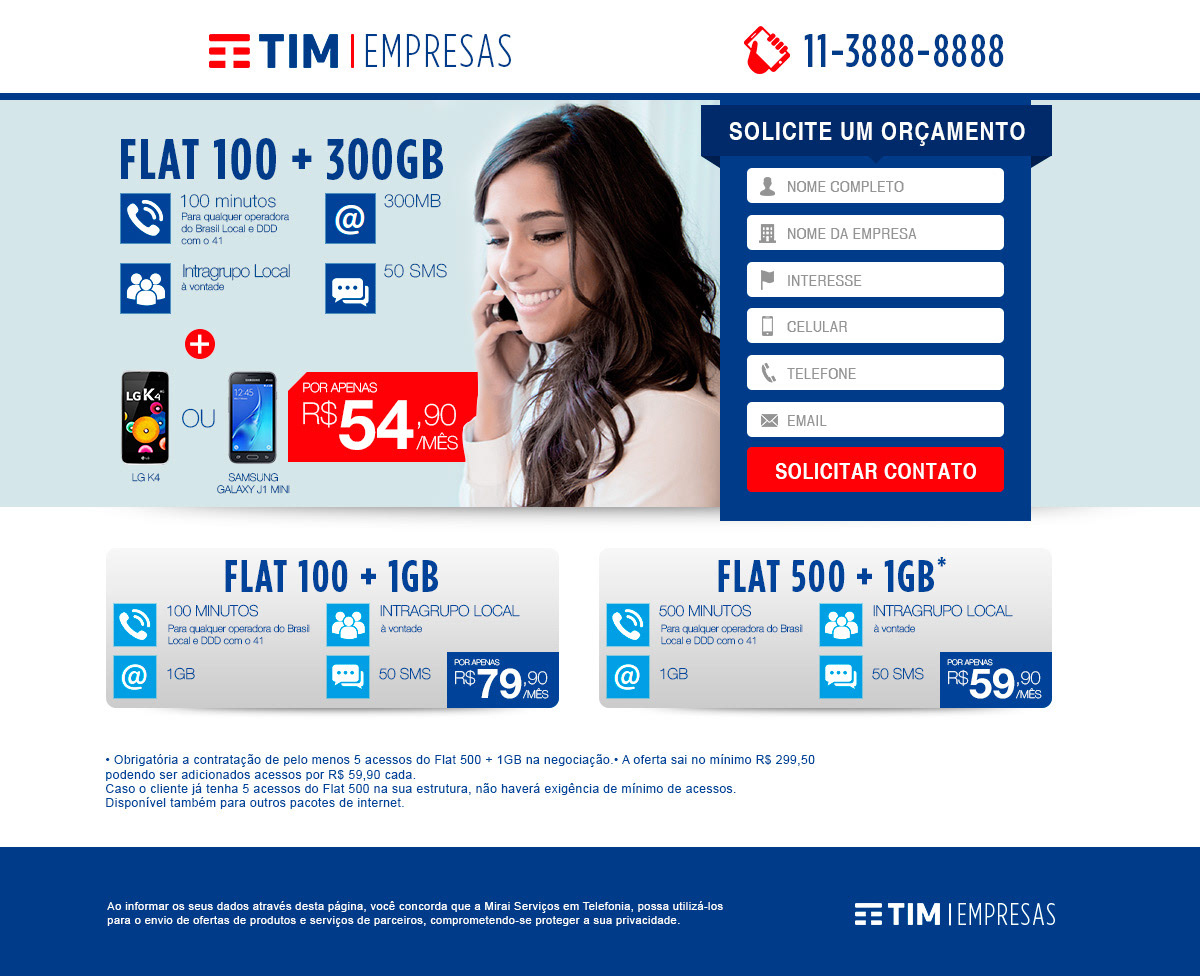 TIM | EMPRESAS
11-3888-8888
FLAT 100 + 300GB
100 minutos
Para qualquer operadora
do Brasil Local e DDD
com o 41
@
300MB
Intragrupo Local
à vontade
50 SMS
LG K4
OU
12:45
POR APENAS
R$54,90
/MÊS
LG K4
SAMSUNG
GALAXY J1 MINI
SOLICITE UM ORÇAMENTO
NOME COMPLETO
NOME DA EMPRESA
INTERESSE
CELULAR
TELEFONE
EMAIL
SOLICITAR CONTATO
FLAT 100 + 1GB
100 MINUTOS
Para qualquer operadora do Brasil
Local e DDD com o 41
INTRAGRUPO LOCAL
à vontade
@
1GB
50 SMS
POR APENAS
R$79,90
/MÊS
FLAT 500 + 1GB*
500 MINUTOS
Para qualquer operadora do Brasil
Local e DDD com o 41
INTRAGRUPO LOCAL
à vontade
@
1GB
50 SMS
POR APENAS
R$59,90
/MÊS
• Obrigatória a contratação de pelo menos 5 acessos do Flat 500 + 1GB na negociação.• A oferta sai no mínimo R$ 299,50
podendo ser adicionados acessos por R$ 59,90 cada.
Caso o cliente já tenha 5 acessos do Flat 500 na sua estrutura, não haverá exigência de mínimo de acessos.
Disponível também para outros pacotes de internet.
Ao informar os seus dados através desta página, você concorda que a Mirai Serviços em Telefonia, possa utilizá-los
para o envio de ofertas de produtos e serviços de parceiros, comprometendo-se proteger a sua privacidade.
TIM | EMPRESAS